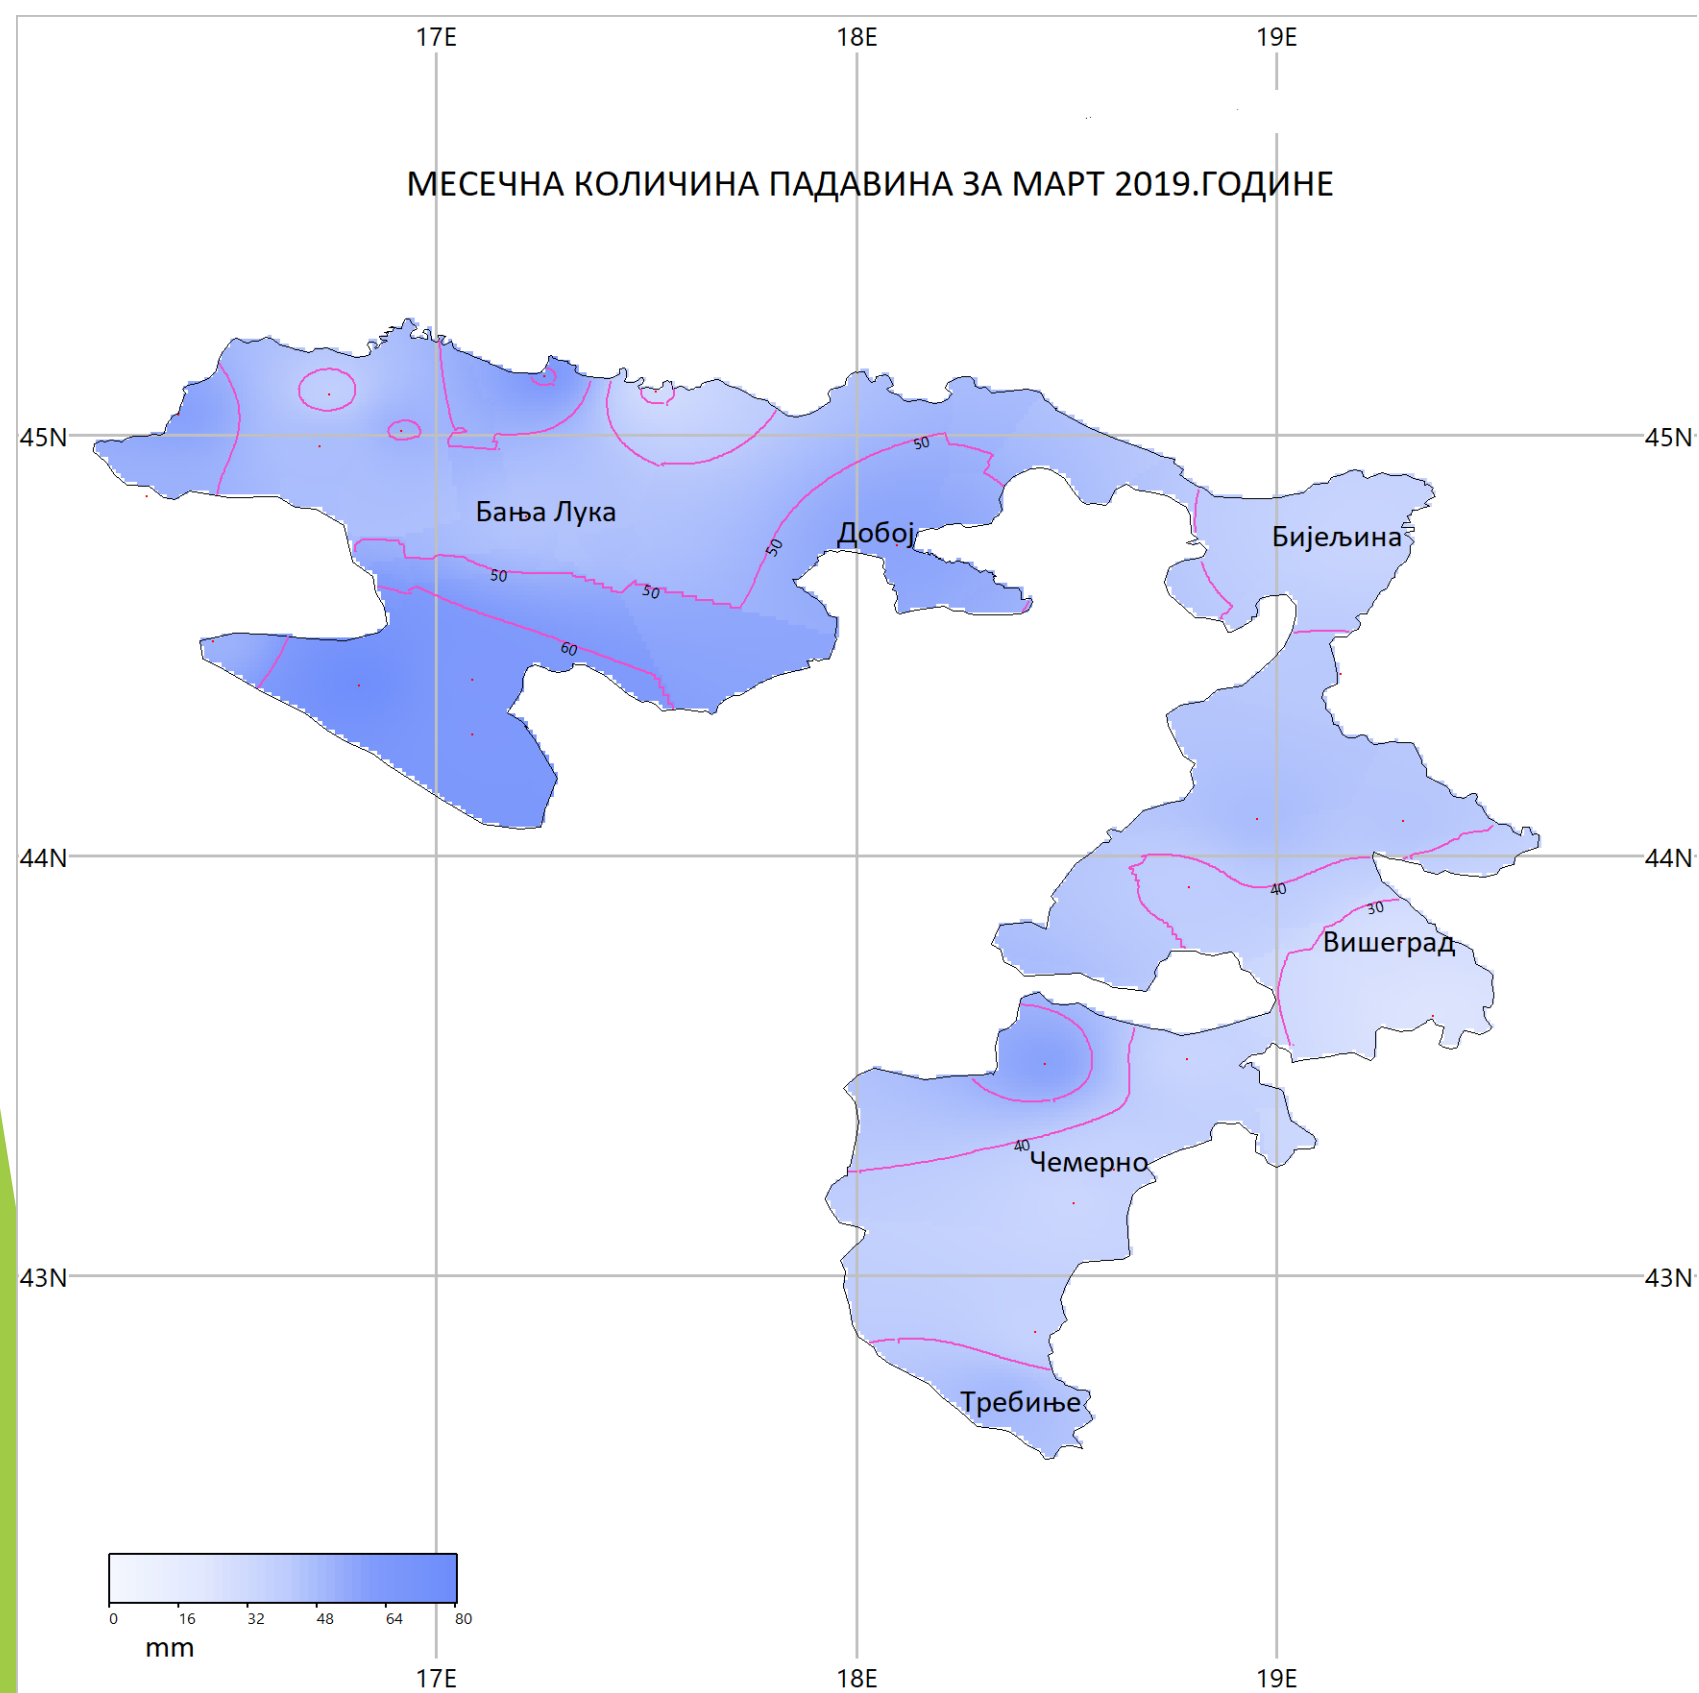 17E 18E 19E
МЕСЕЧНА КОЛИЧИНА ПАДАВИНА ЗА МАРТ 2019.ГОДИНЕ
45N 45N
50
Бања Лука
Добој
Бијељина
50
50
50
60
44N 44N
40
30
Вишеград
40
Чемерно
43N 43N
Требиње
0 16 32 48 64 80
mm
17E 18E 19E